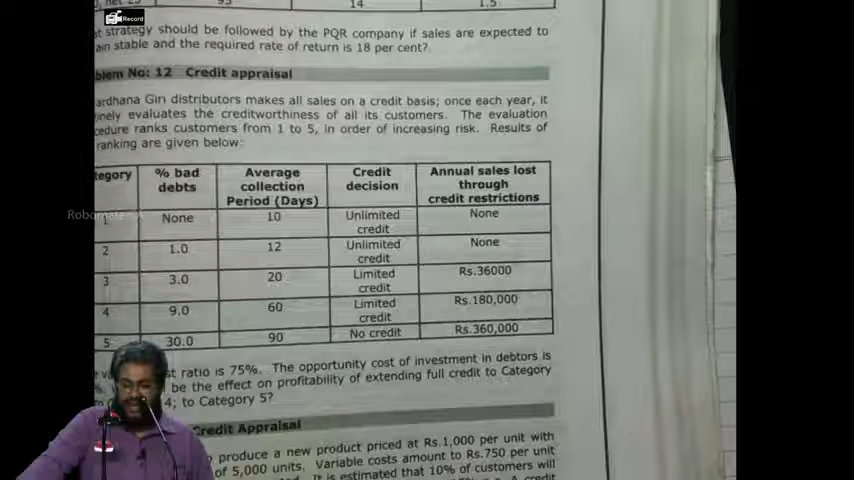 14
1.5
Record
strategy should be followed by the PQR company if sales are expected to
ain stable and the required rate of return is 18 per cent?
blem No: 12 Credit appraisal
ardhana Giri distributors makes all sales on a credit basis; once each year, it
inely evaluates the creditworthiness of all its customers. The evaluation
cedure ranks customers from 1 to 5, in order of increasing risk. Results of
ranking are given below:
tegory % bad debts Average collection Period (Days) Credit decision Annual sales lost through credit restrictions
1 None 10 Unlimited credit None
2 1.0 12 Unlimited credit None
3 3.0 20 Limited credit Rs.36000
4 9.0 60 Limited credit Rs.180,000
5 30.0 90 No credit Rs.360,000
st ratio is 75%. The opportunity cost of investment in debtors is
be the effect on profitability of extending full credit to Category
4; to Category 5?
Credit Appraisal
produce a new product priced at Rs.1,000 per unit with
of 5,000 units. Variable costs amount to Rs.750 per unit
It is estimated that 10% of customers will
A credit